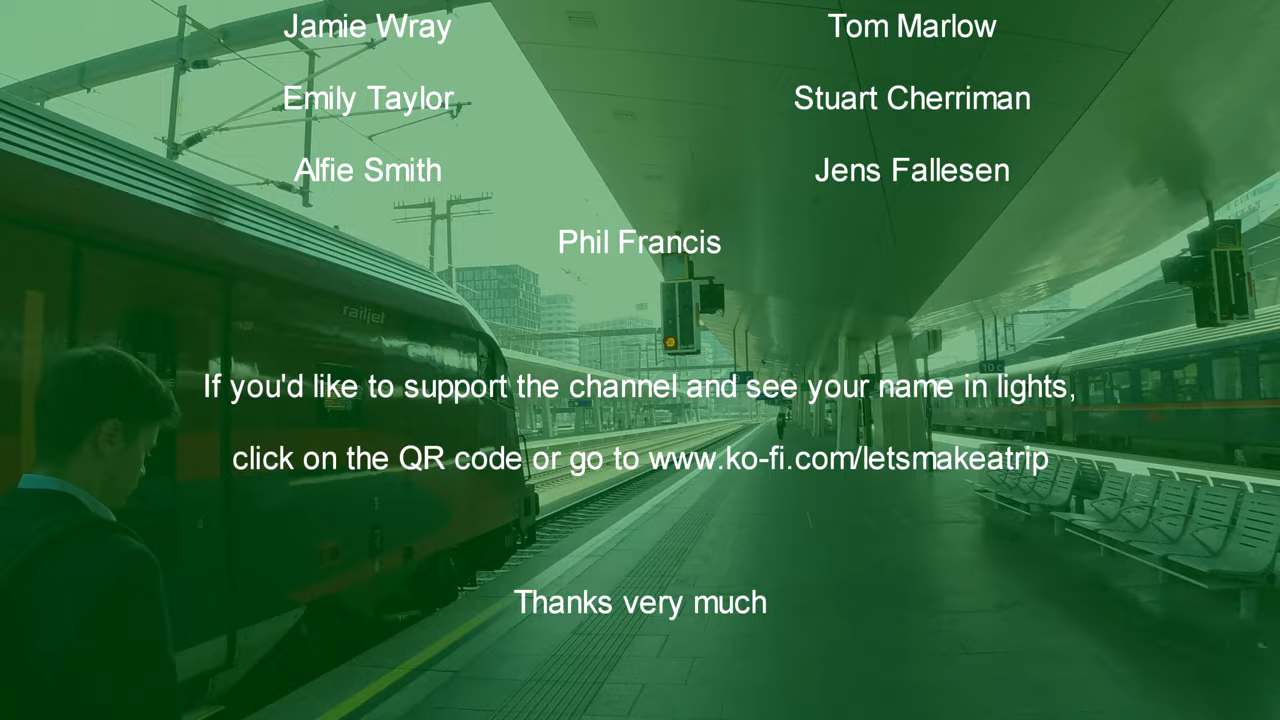 Jamie Wray
Tom Marlow
Emily Taylor
Stuart Cherriman
Alfie Smith
Jens Fallesen
Phil Francis
railjet
10 C
If you'd like to support the channel and see your name in lights,
click on the QR code or go to www.ko-fi.com/letsmakeatrip
Thanks very much